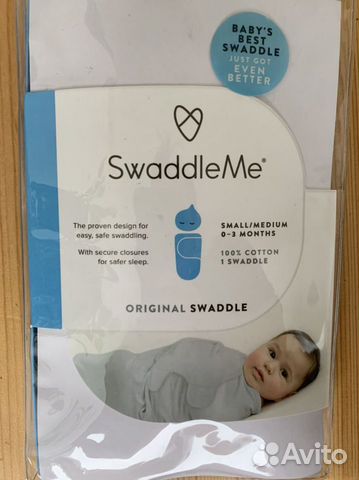 BABY'S
BEST
SWADDLE
JUST GOT
EVEN
BETTER
SwaddleMe®
The proven design for
easy, safe swaddling.
With secure closures
for safer sleep.
SMALL/MEDIUM
0–3 MONTHS
100% COTTON
1 SWADDLE
ORIGINAL SWADDLE
Avito